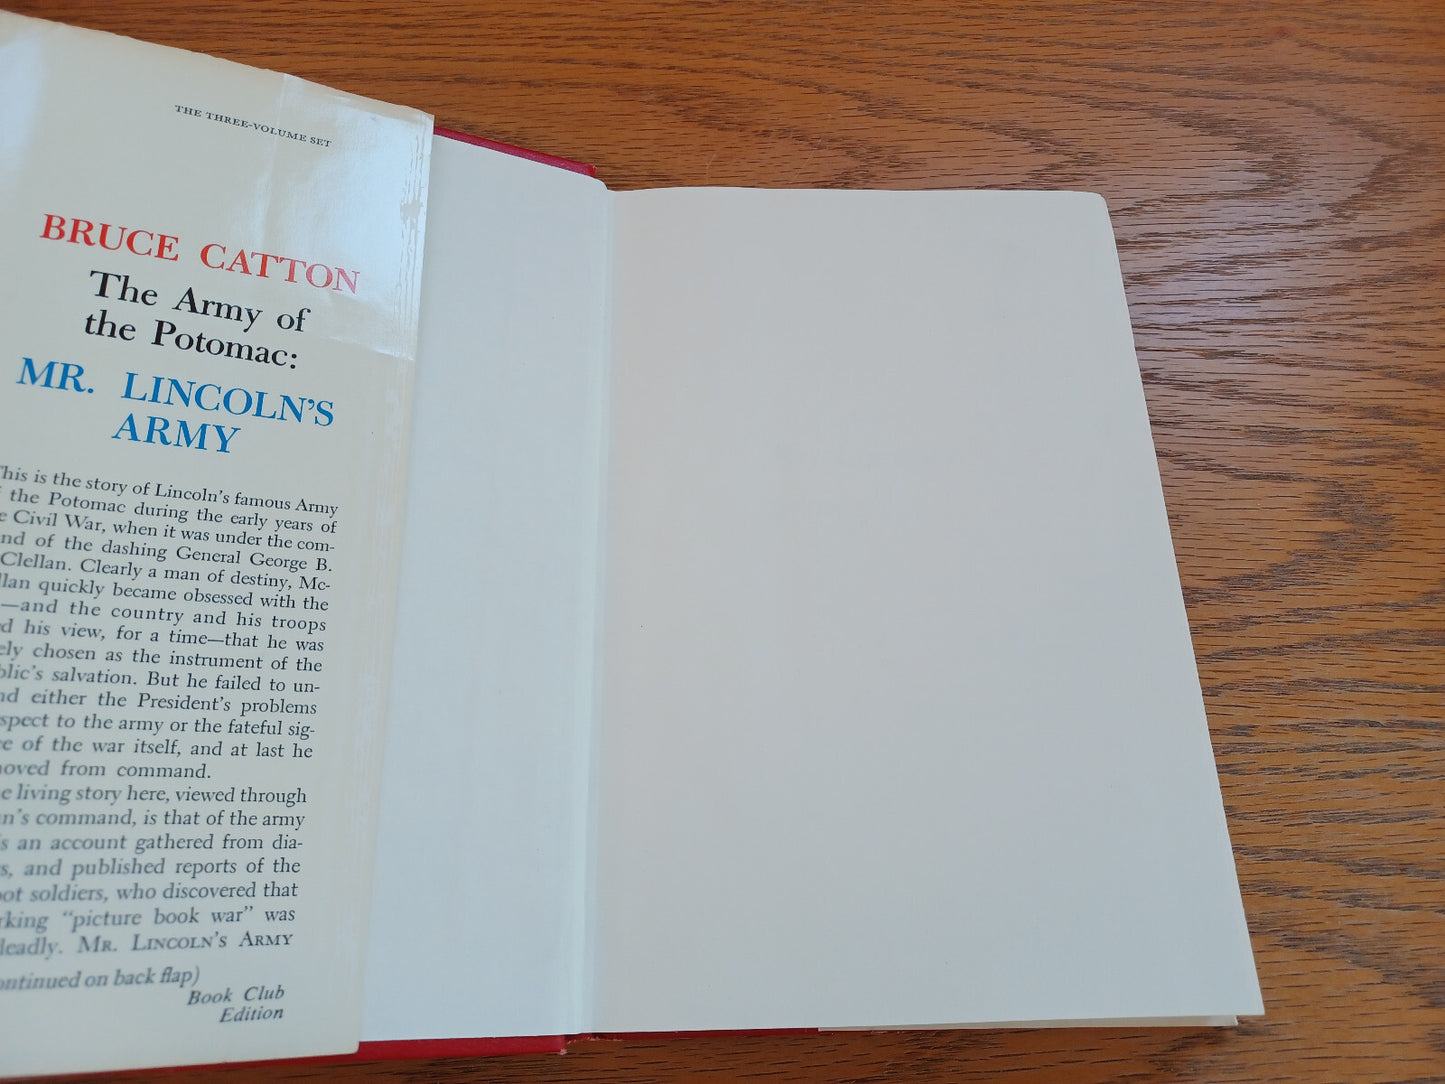 THE THREE-VOLUME SET
BRUCE CATTON
The Army of
the Potomac:
MR. LINCOLN'S
ARMY
This is the story of Lincoln's famous Army
the Potomac during the early years of
Civil War, when it was under the com-
of the dashing General George B.
Clellan. Clearly a man of destiny, Mc-
llan quickly became obsessed with the
—and the country and his troops
his view, for a time—that he was
ely chosen as the instrument of the
blic's salvation. But he failed to un-
either the President's problems
spect to the army or the fateful sig-
ce of the war itself, and at last he
moved from command.
e living story here, viewed through
n's command, is that of the army
s an account gathered from dia-
s, and published reports of the
oot soldiers, who discovered that
rking "picture book war" was
deadly. MR. LINCOLN'S ARMY
ontinued on back flap)
Book Club
Edition